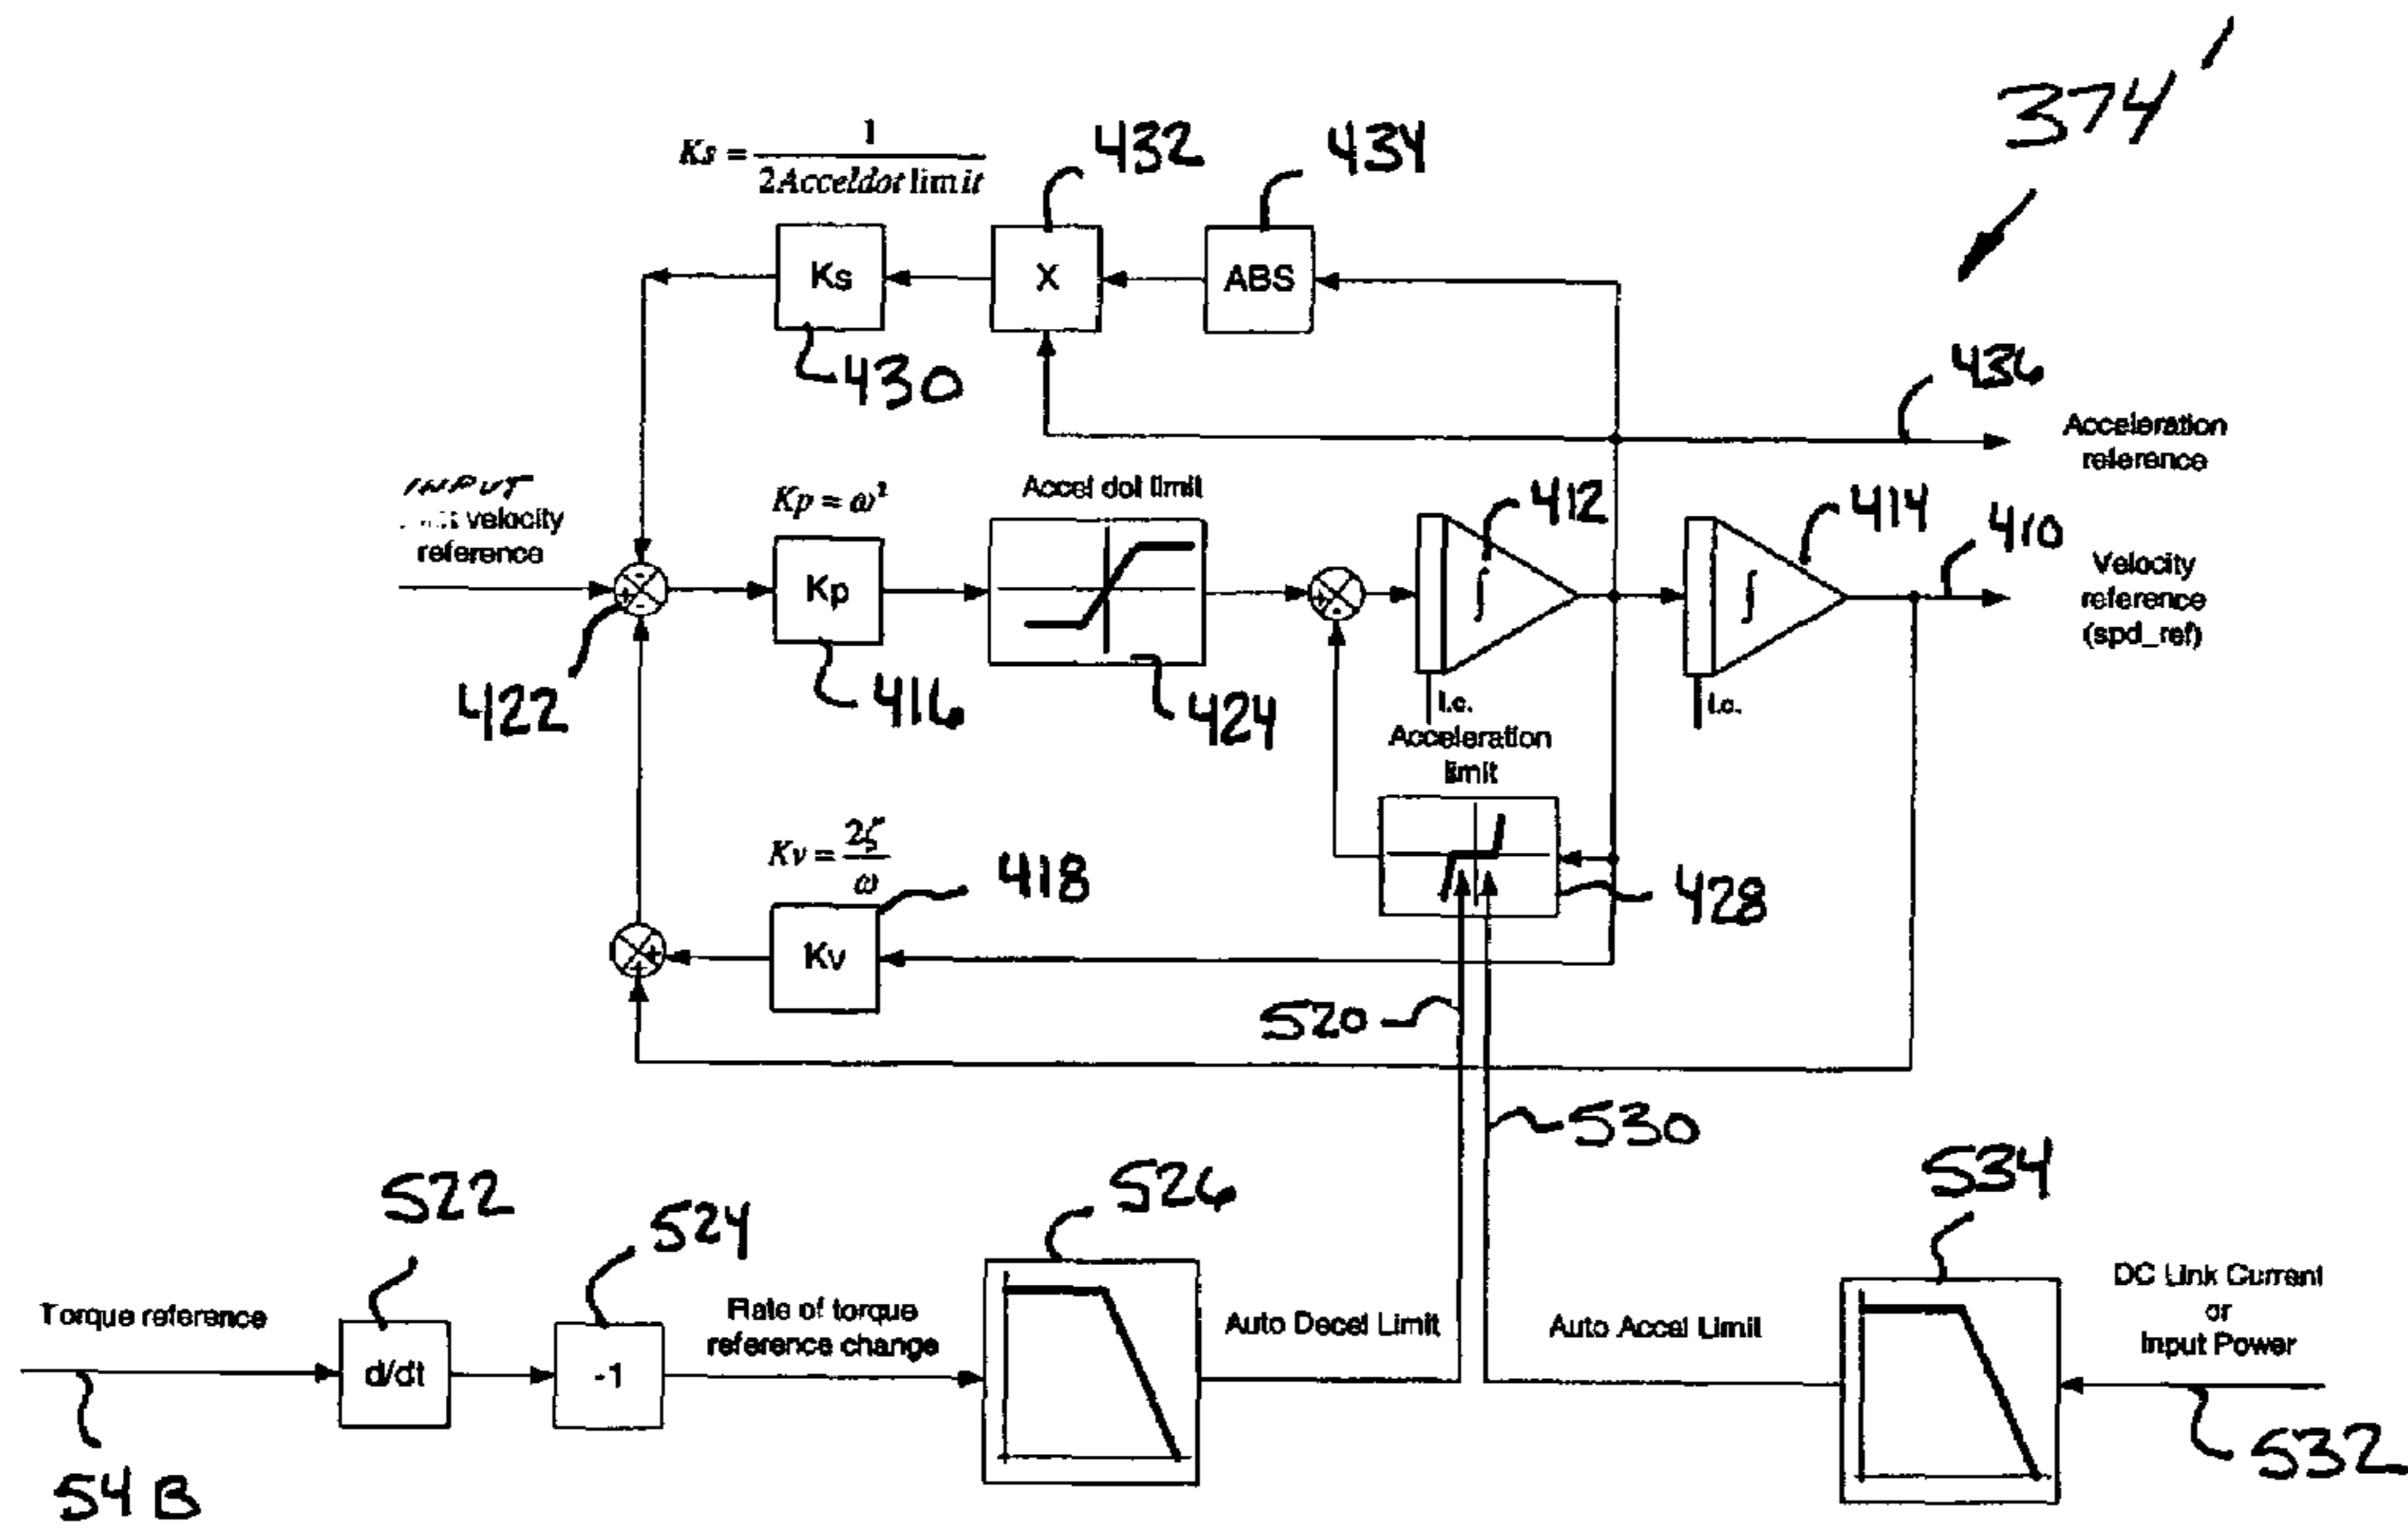 374'
Ks = 1 / 2Acceldot limit
432
434
Ks
X
ABS
430
436
Acceleration
reference
INPUT
velocity
reference
Kp = ω²
Accel dot limit
412
414
410
+
-
-
Kp
+
-
∫
∫
Velocity
reference
(spd_ref)
422
416
424
I.c.
I.c.
Acceleration
limit
Kv = 2ζ / ω
418
428
Kv
+
+
520
530
522
524
526
534
Torque reference
d/dt
-1
Rate of torque
reference change
Auto Decel Limit
Auto Accel Limit
DC Link Current
or
Input Power
54B
532